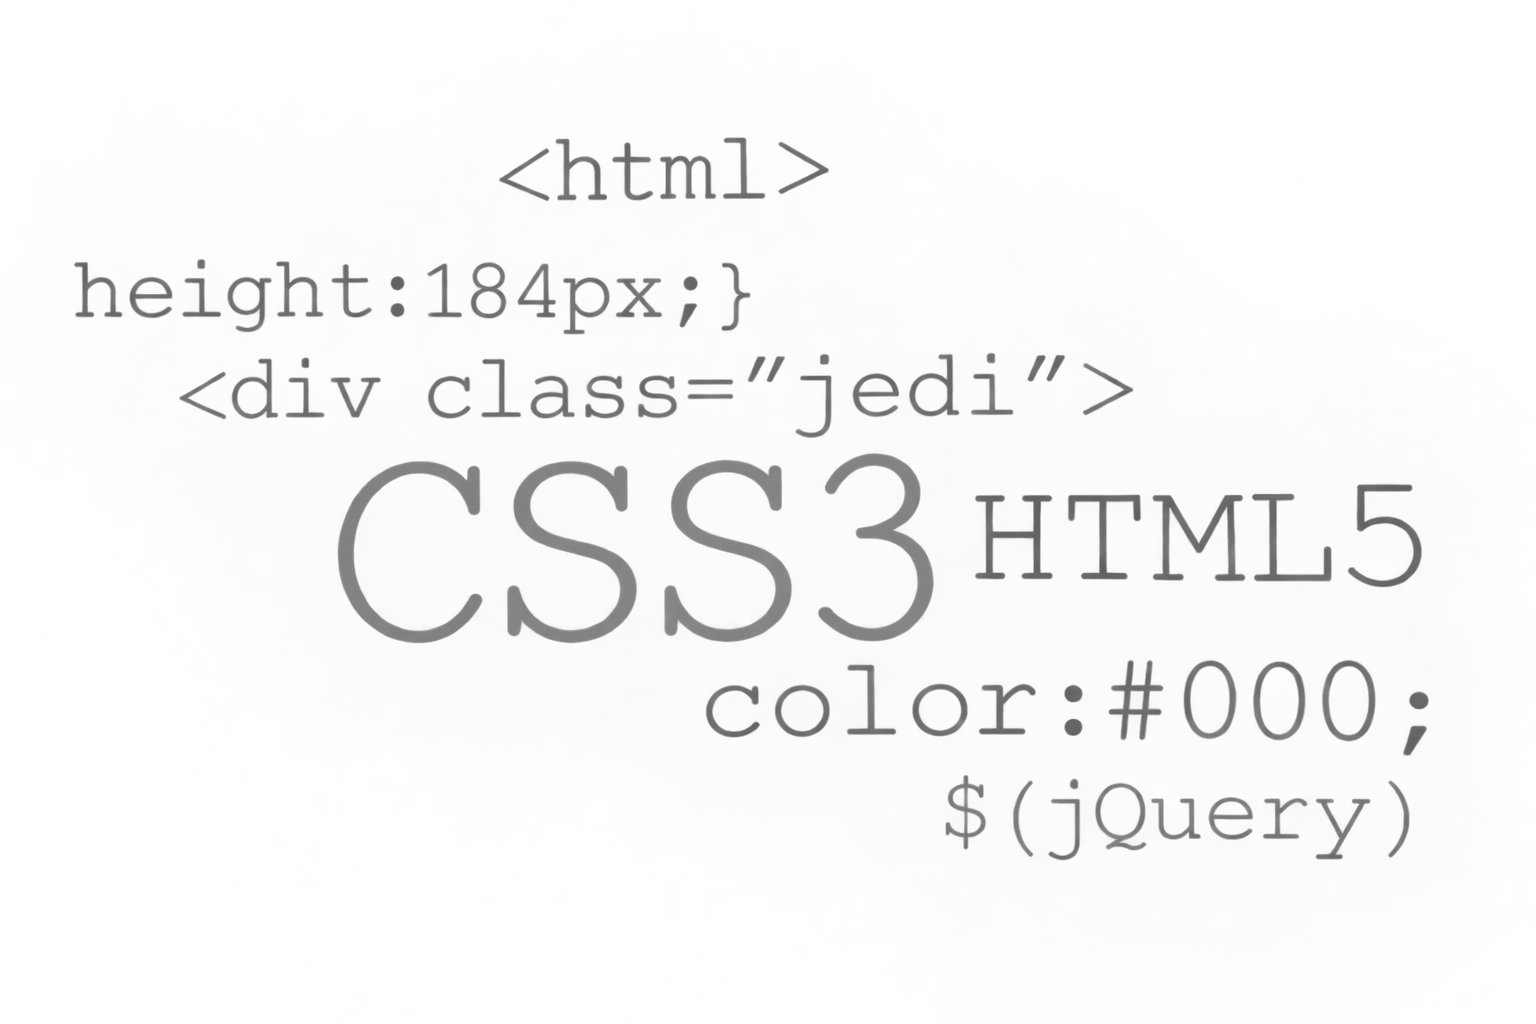 <html>
height:184px;}
<div class="jedi">
CSS3 HTML5
color:#000;
$(jQuery)